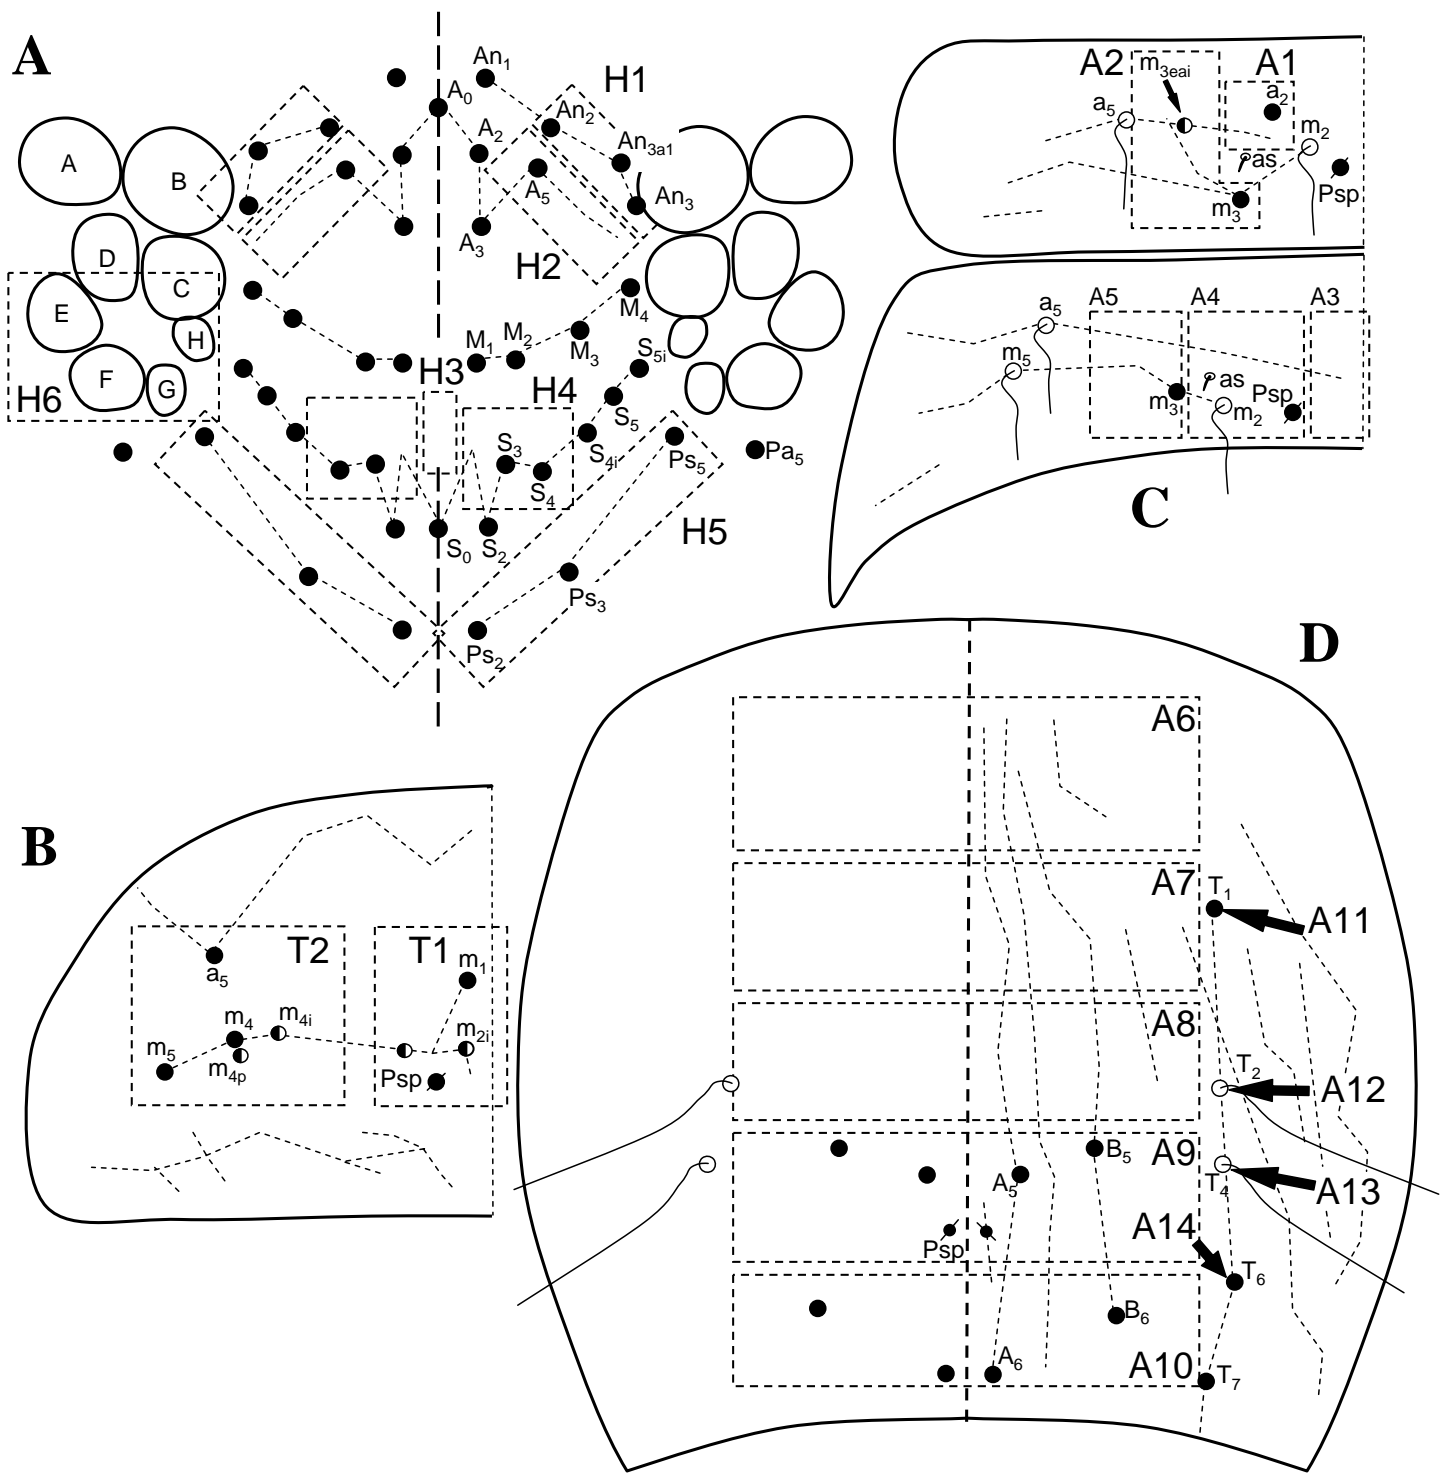 A
An₁
H1
A₀
An₂
A₂
An₃ₐ₁
A
B
A₅
An₃
A₃
D
H2
C
E
M₄
H
M₁
M₂
M₃
S₅ᵢ
H3
F
G
H4
H6
S₅
S₃
S₄ᵢ
Ps₅
Pa₅
S₄
S₀
S₂
H5
Ps₃
Ps₂
A2
m₃ₑₐᵢ
A1
a₂
a₅
m₂
as
Psp
m₃
a₅
A5
A4
A3
m₅
as
m₃
m₂
Psp
C
D
B
T2
T1
a₅
m₁
m₄
m₄ᵢ
m₂ᵢ
m₅
m₄ₚ
Psp
A6
A7
T₁
A11
A8
T₂
A12
B₅
A9
A₅
T₄
A13
A14
Psp
T₆
B₆
A₆
A10
T₇